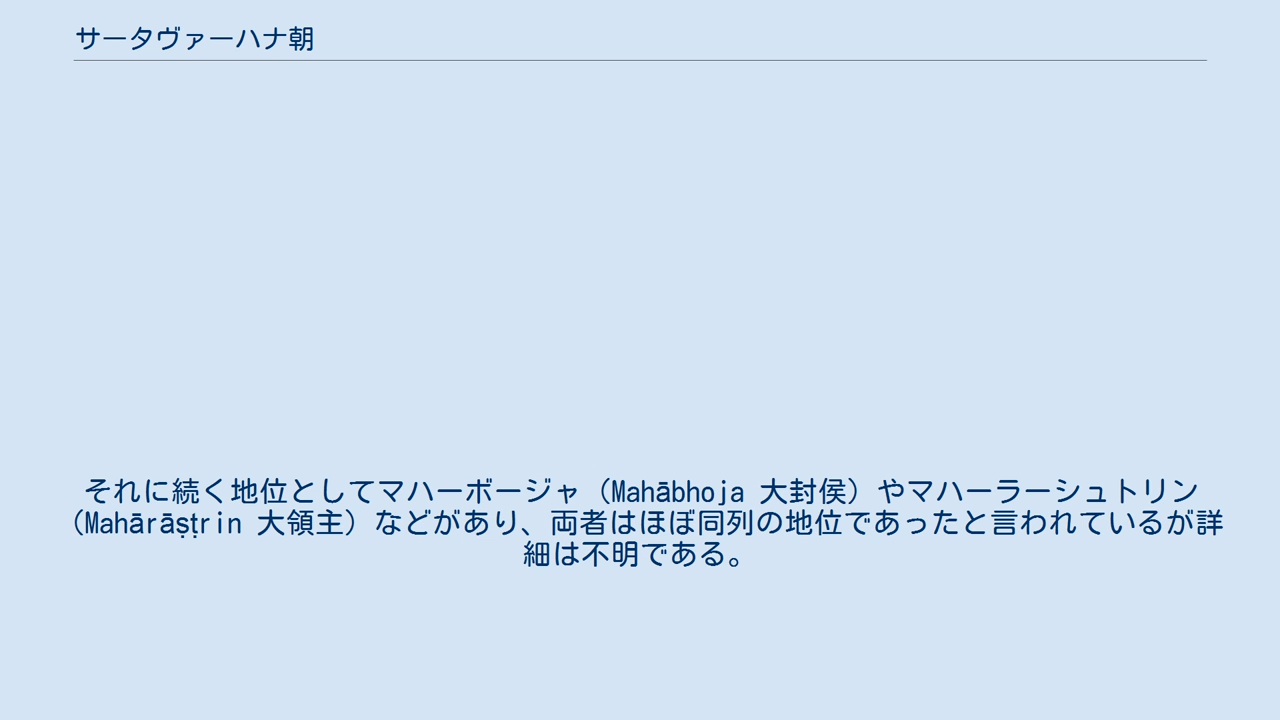 サータヴァーハナ朝
それに続く地位としてマハーボージャ（Mahābhoja 大封侯）やマハーラーシュトリン
（Mahārāṣṭrin 大領主）などがあり、両者はほぼ同列の地位であったと言われているが詳
細は不明である。